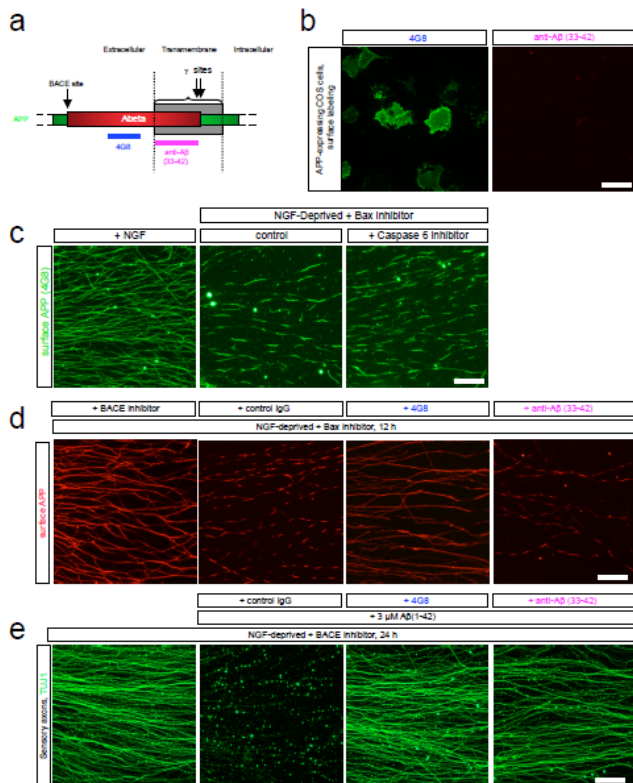 a
Extracellular Transmembrane Intracellular
γ sites
BACE site
APP
Abeta
4G8
anti-Aβ
(33-42)
b
4G8
anti-Aβ (33-42)
APP-expressing COS cells,
surface labeling
NGF-Deprived + Bax Inhibitor
c
+ NGF
control
+ Caspase 6 Inhibitor
surface APP (4G8)
d
+ BACE Inhibitor
+ control IgG
+ 4G8
+ anti-Aβ (33-42)
NGF-deprived + Bax Inhibitor, 12 h
surface APP
+ control IgG
+ 4G8
+ anti-Aβ (33-42)
+ 3 μM Aβ(1-42)
e
NGF-deprived + BACE Inhibitor, 24 h
Sensory axons, TUJ1